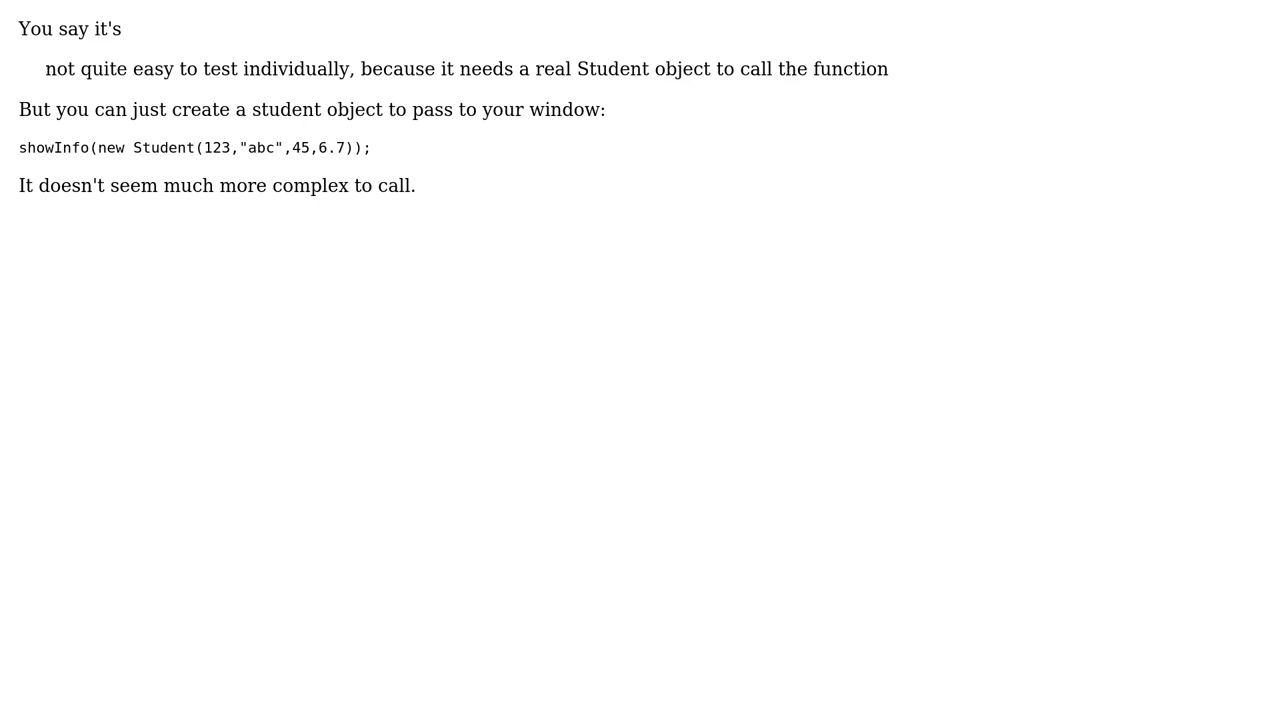 You say it's
not quite easy to test individually, because it needs a real Student object to call the function
But you can just create a student object to pass to your window:
showInfo(new Student(123,"abc",45,6.7));
It doesn't seem much more complex to call.